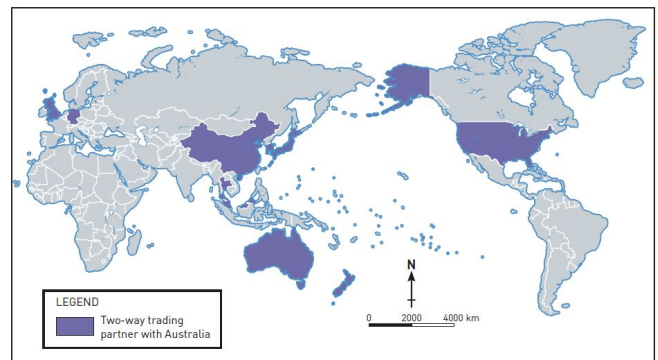 N
0 2000 4000 km
LEGEND
Two-way trading
partner with Australia